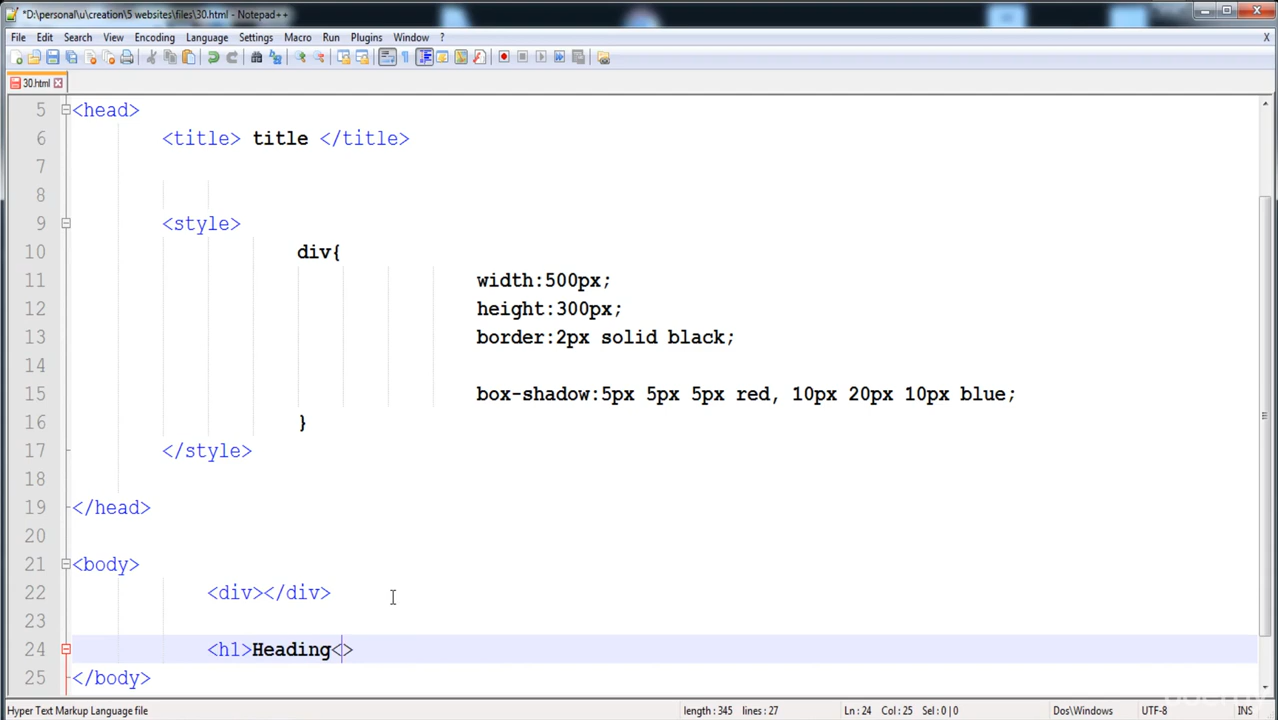 *D:\personal\u\creation\5 websites\files\30.html - Notepad++
File Edit Search View Encoding Language Settings Macro Run Plugins Window ? X
30.html
5 <head>
6 <title> title </title>
7
8
9 <style>
10 div{
11 width:500px;
12 height:300px;
13 border:2px solid black;
14
15 box-shadow:5px 5px 5px red, 10px 20px 10px blue;
16 }
17 </style>
18
19 </head>
20
21 <body>
22 <div></div>
23
24 <h1>Heading<>
25 </body>
Hyper Text Markup Language file length:345 lines:27 Ln:24 Col:25 Sel:0|0 Dos\Windows UTF-8 INS